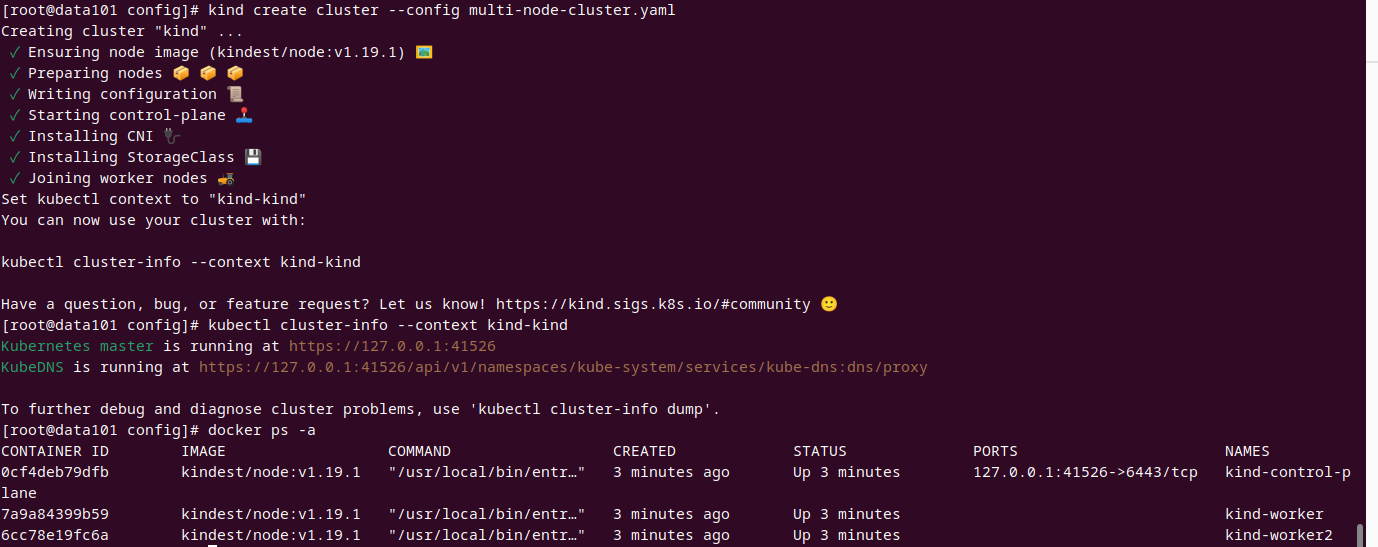 [root@data101 config]# kind create cluster --config multi-node-cluster.yaml
Creating cluster "kind" ...
✓ Ensuring node image (kindest/node:v1.19.1) 🖼
✓ Preparing nodes 📦 📦 📦
✓ Writing configuration 📜
✓ Starting control-plane 🕹️
✓ Installing CNI 🔌
✓ Installing StorageClass 💾
✓ Joining worker nodes 🚜
Set kubectl context to "kind-kind"
You can now use your cluster with:

kubectl cluster-info --context kind-kind

Have a question, bug, or feature request? Let us know! https://kind.sigs.k8s.io/#community 🙂
[root@data101 config]# kubectl cluster-info --context kind-kind
Kubernetes master is running at https://127.0.0.1:41526
KubeDNS is running at https://127.0.0.1:41526/api/v1/namespaces/kube-system/services/kube-dns:dns/proxy

To further debug and diagnose cluster problems, use 'kubectl cluster-info dump'.
[root@data101 config]# docker ps -a
CONTAINER ID        IMAGE                  COMMAND                  CREATED             STATUS              PORTS                       NAMES
0cf4deb79dfb        kindest/node:v1.19.1   "/usr/local/bin/entr…"   3 minutes ago       Up 3 minutes        127.0.0.1:41526->6443/tcp   kind-control-p
lane
7a9a84399b59        kindest/node:v1.19.1   "/usr/local/bin/entr…"   3 minutes ago       Up 3 minutes                                    kind-worker
6cc78e19fc6a        kindest/node:v1.19.1   "/usr/local/bin/entr…"   3 minutes ago       Up 3 minutes                                    kind-worker2